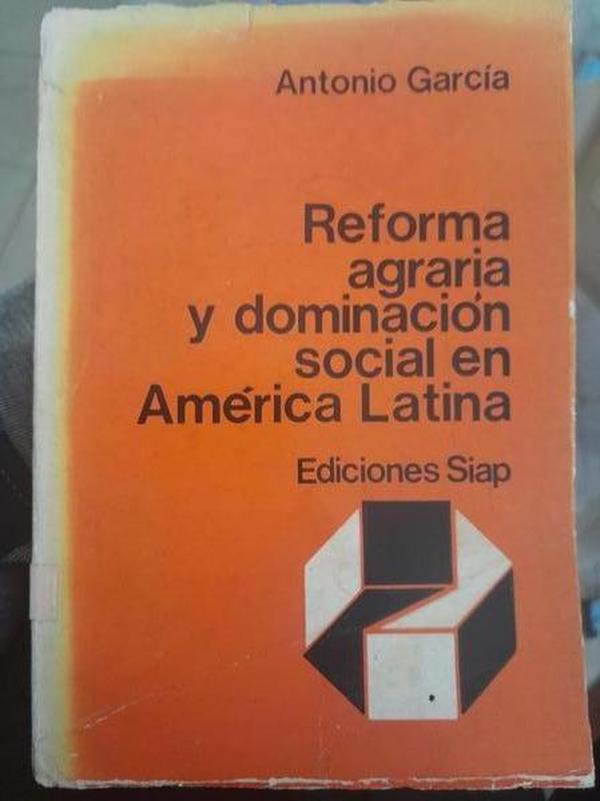 Antonio García
Reforma
agraria
y dominación
social en
América Latina
Ediciones Siap